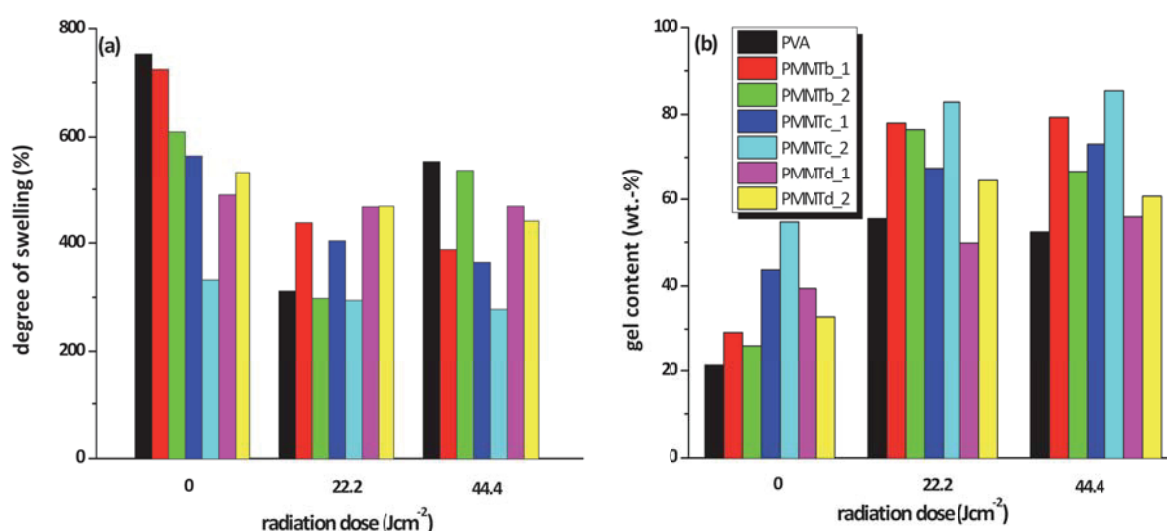 (a)
degree of swelling (%)
800
600
400
200
0
0 22.2 44.4
radiation dose (Jcm-2)
(b)
gel content (wt.-%)
100
80
60
40
20
0
PVA
PMMTb_1
PMMTb_2
PMMTc_1
PMMTc_2
PMMTd_1
PMMTd_2
0 22.2 44.4
radiation dose(Jcm-2)